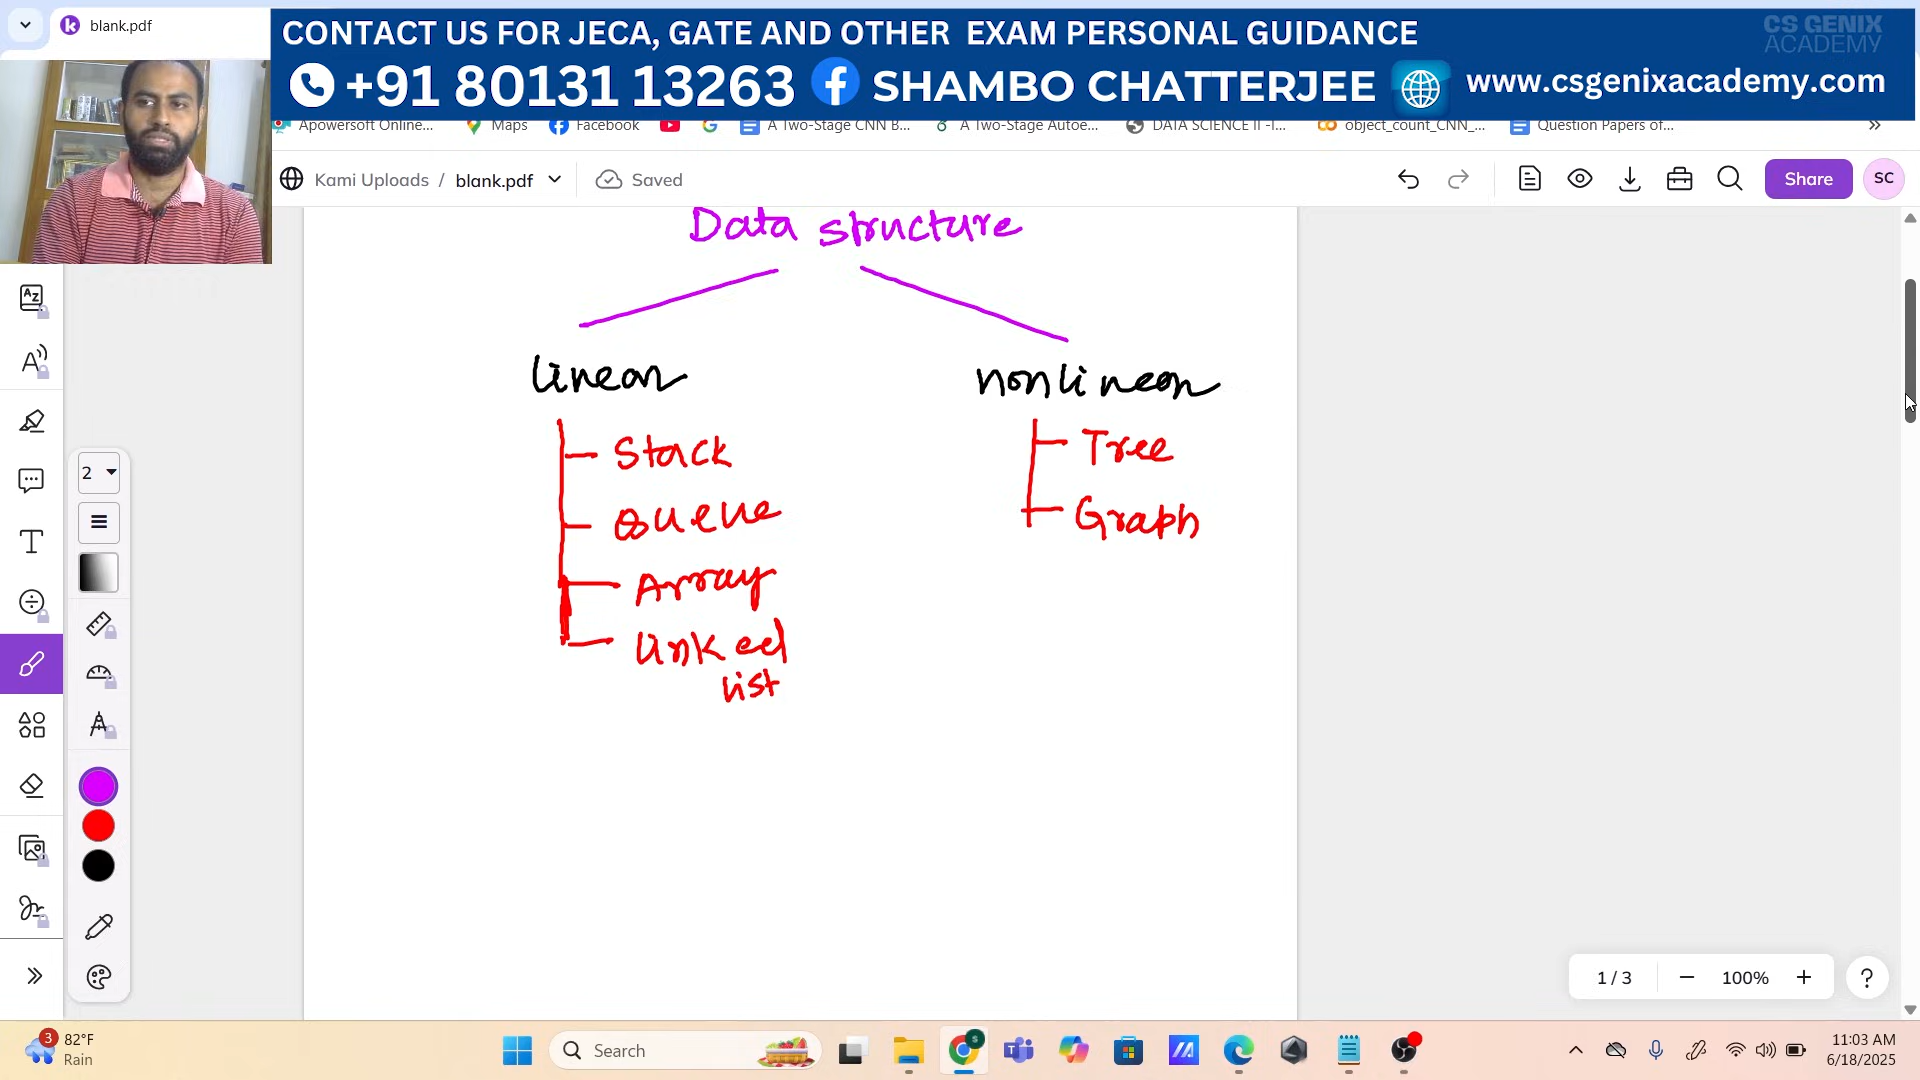 blank.pdf
CONTACT US FOR JECA, GATE AND OTHER EXAM PERSONAL GUIDANCE
CS GENIX
ACADEMY
+91 80131 13263 SHAMBO CHATTERJEE www.csgenixacademy.com
Apowersoft Online... Maps Facebook A Two-Stage CNN B... A Two-Stage Autoe... DATA SCIENCE II -I... object_count_CNN_... Question Papers of... »
Kami Uploads / blank.pdf Saved Share SC
Data structure
linear nonlinear
Stack Tree
Queue Graph
Array
linked
list
2
1 / 3 100% ?
3 82°F
Rain
Search
11:03 AM
6/18/2025